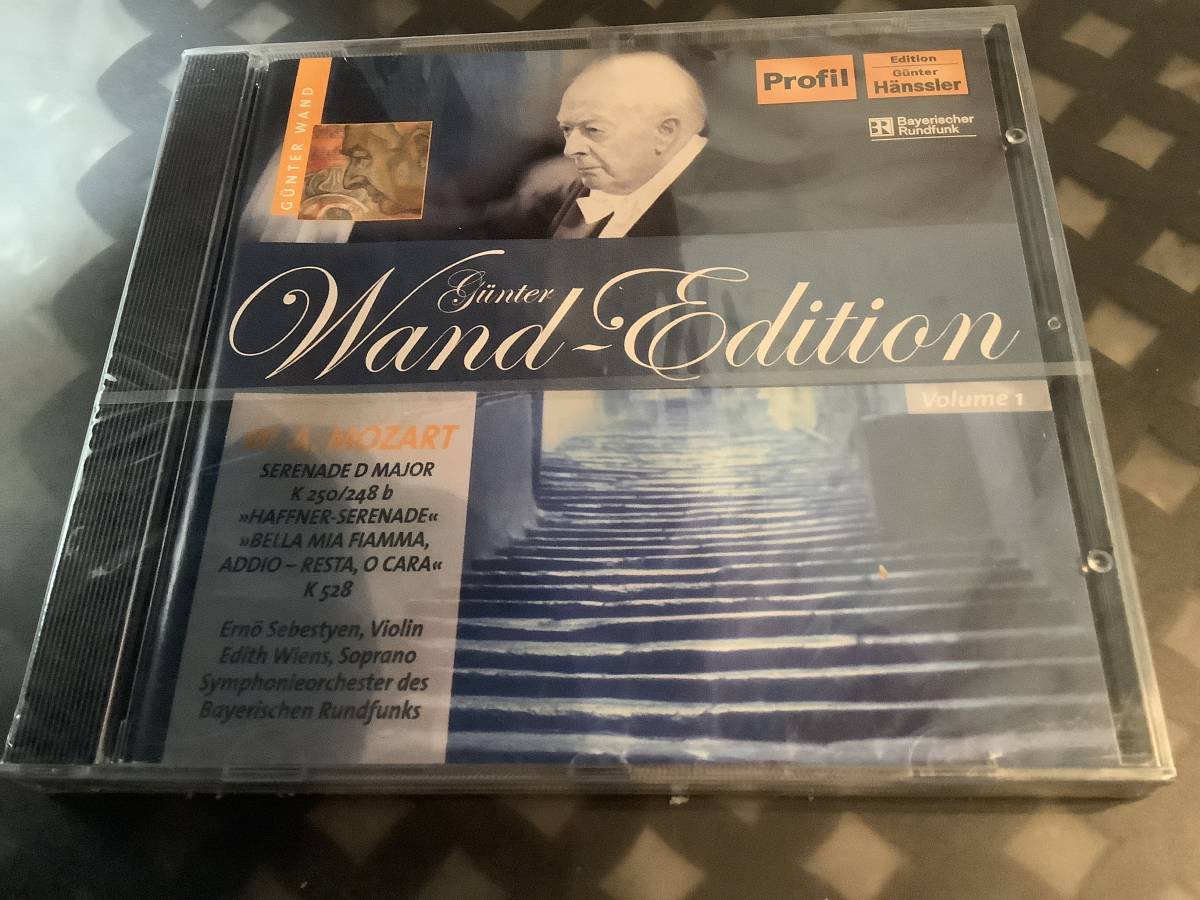 GÜNTER WAND
Profil
Edition
Günter
Hänssler
BR Bayerischer
Rundfunk
Günter
Wand-Edition
Volume 1
W. A. MOZART
SERENADE D MAJOR
K 250/248 b
»HAFFNER-SERENADE«
»BELLA MIA FIAMMA,
ADDIO – RESTA, O CARA«
K 528
Ernö Sebestyen, Violin
Edith Wiens, Soprano
Symphonieorchester des
Bayerischen Rundfunks